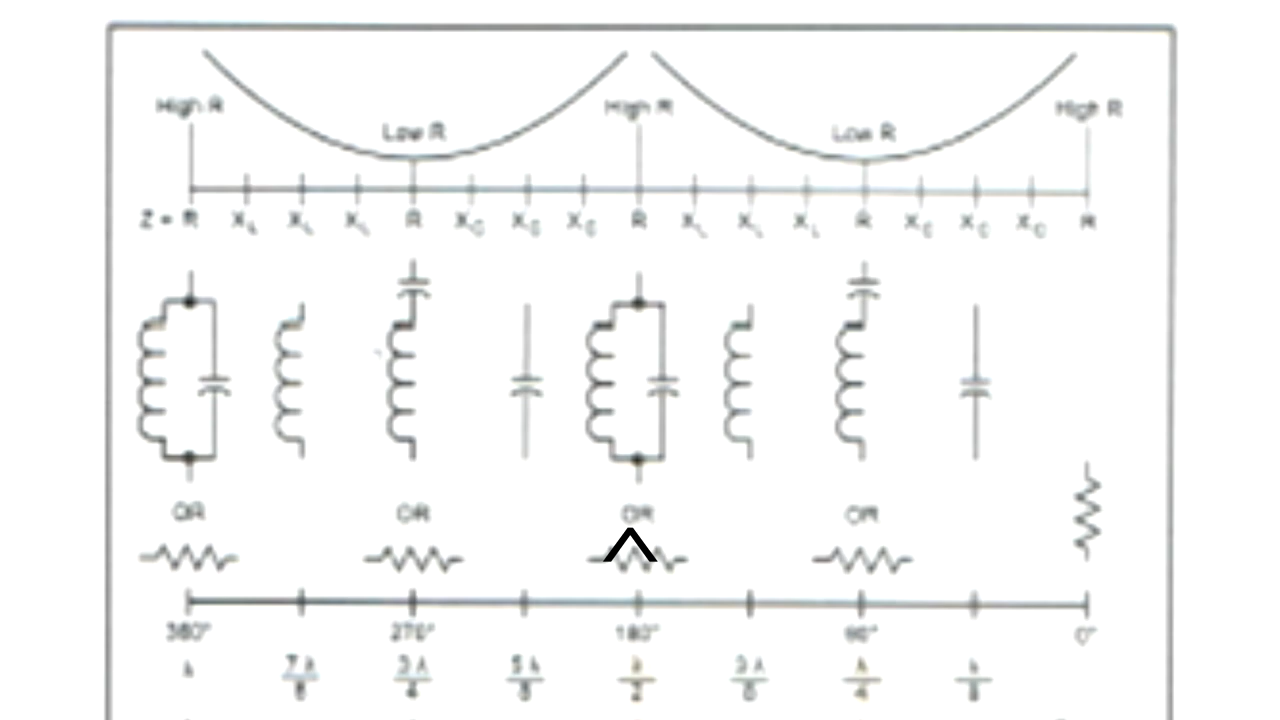 High R High R High R
Low R Low R
Z = R X_L X_L X_L R X_C X_C X_C R X_L X_L X_L R X_C X_C X_C R
OR OR OR OR
360° 270° 180° 90° 0°
λ 7λ/8 3λ/4 5λ/8 λ/2 3λ/8 λ/4 λ/8